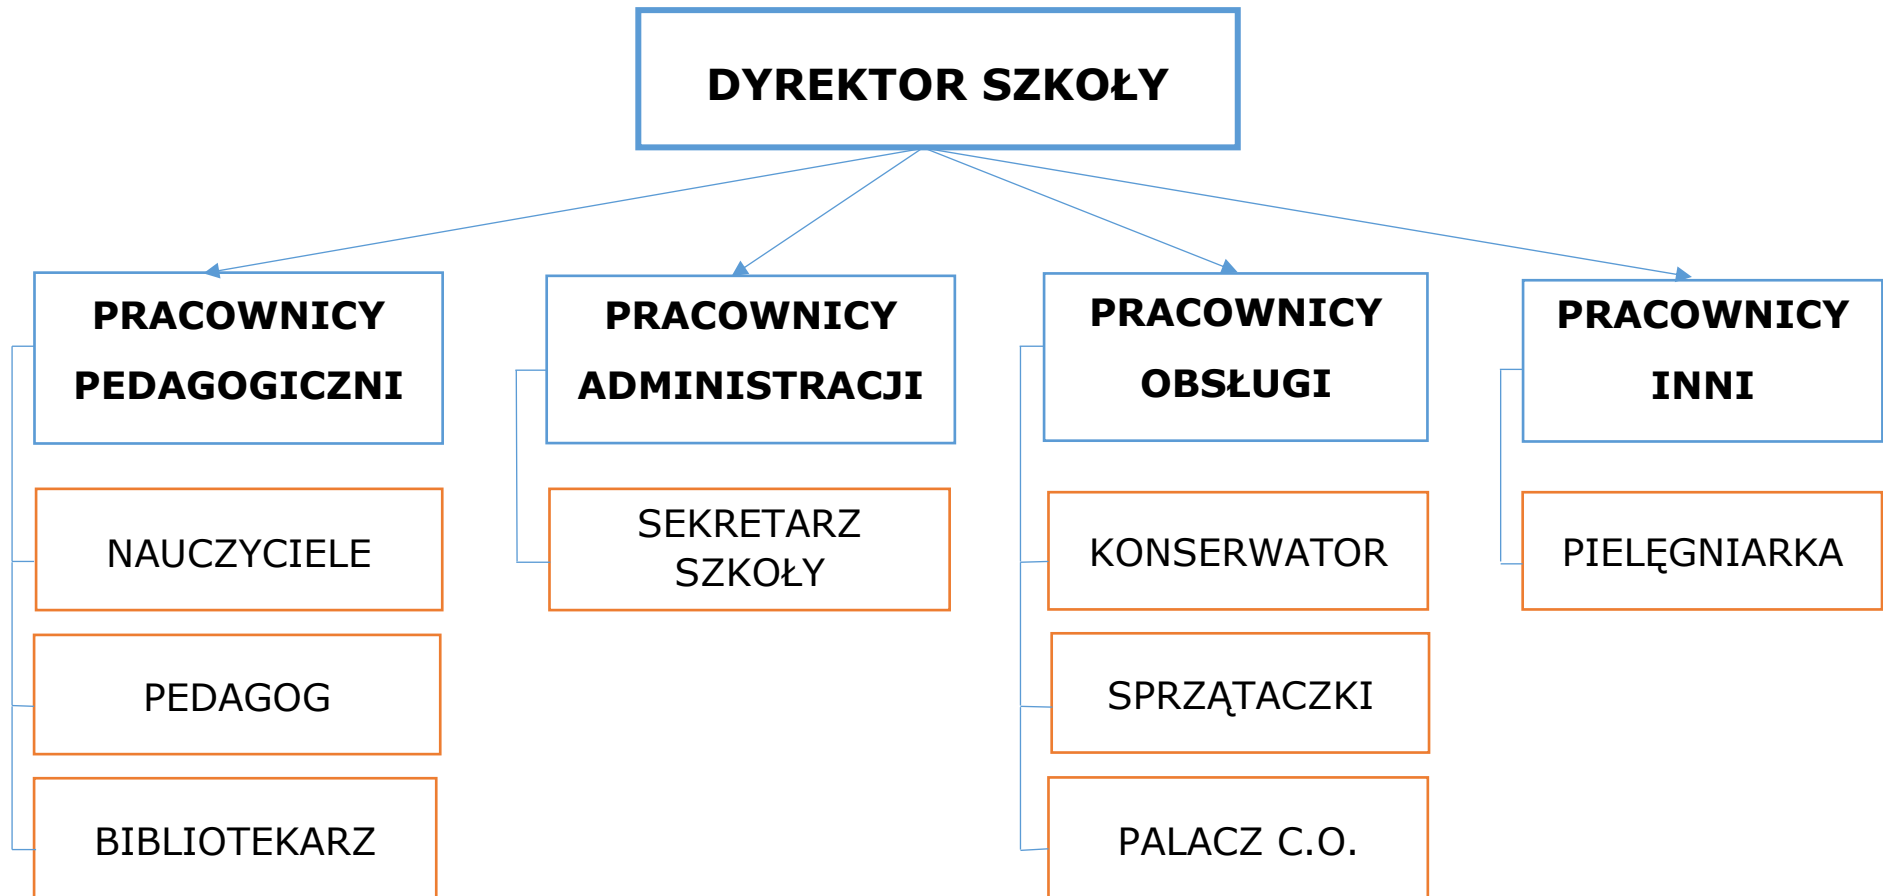 DYREKTOR SZKOŁY
PRACOWNICY
PEDAGOGICZNI
PRACOWNICY
ADMINISTRACJI
PRACOWNICY
OBSŁUGI
PRACOWNICY
INNI
NAUCZYCIELE
SEKRETARZ
SZKOŁY
KONSERWATOR
PIELĘGNIARKA
PEDAGOG
SPRZĄTACZKI
BIBLIOTEKARZ
PALACZ C.O.